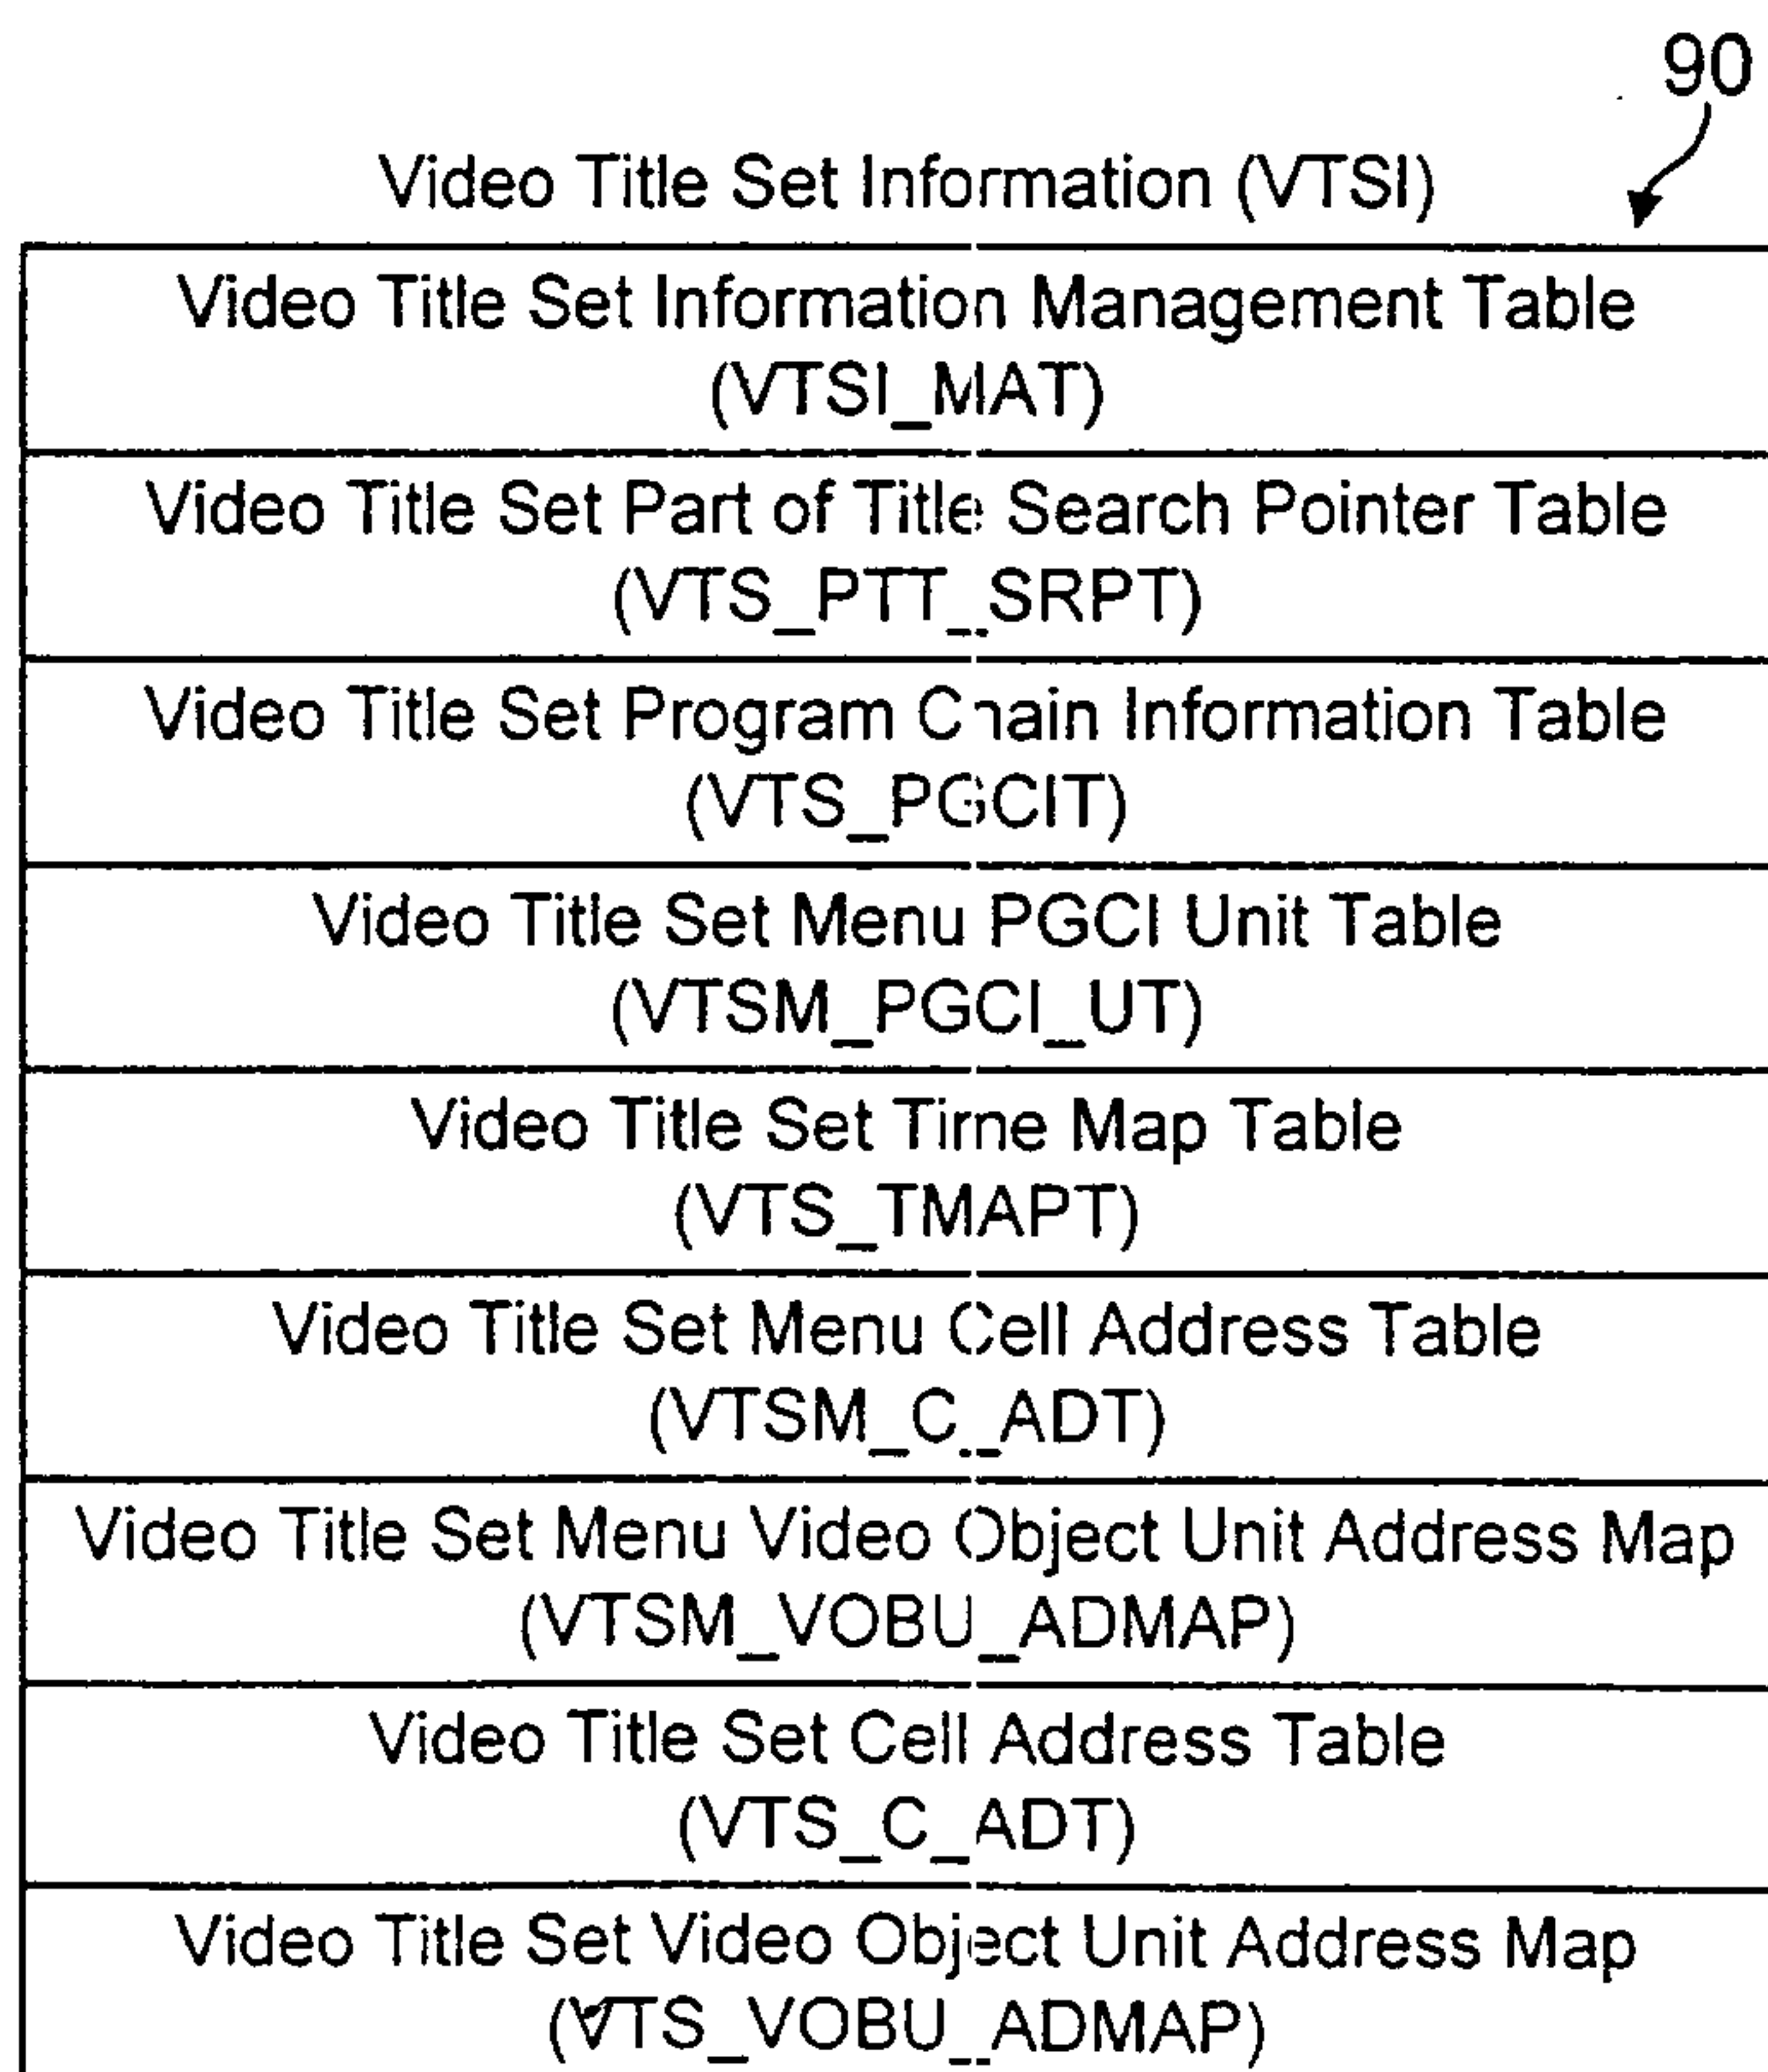 90
Video Title Set Information (VTSI)
Video Title Set Information Management Table
(VTSI_MAT)
Video Title Set Part of Title Search Pointer Table
(VTS_PTT_SRPT)
Video Title Set Program Chain Information Table
(VTS_PGCIT)
Video Title Set Menu PGCI Unit Table
(VTSM_PGCI_UT)
Video Title Set Time Map Table
(VTS_TMAPT)
Video Title Set Menu Cell Address Table
(VTSM_C_ADT)
Video Title Set Menu Video Object Unit Address Map
(VTSM_VOBU_ADMAP)
Video Title Set Cell Address Table
(VTS_C_ADT)
Video Title Set Video Object Unit Address Map
(VTS_VOBU_ADMAP)